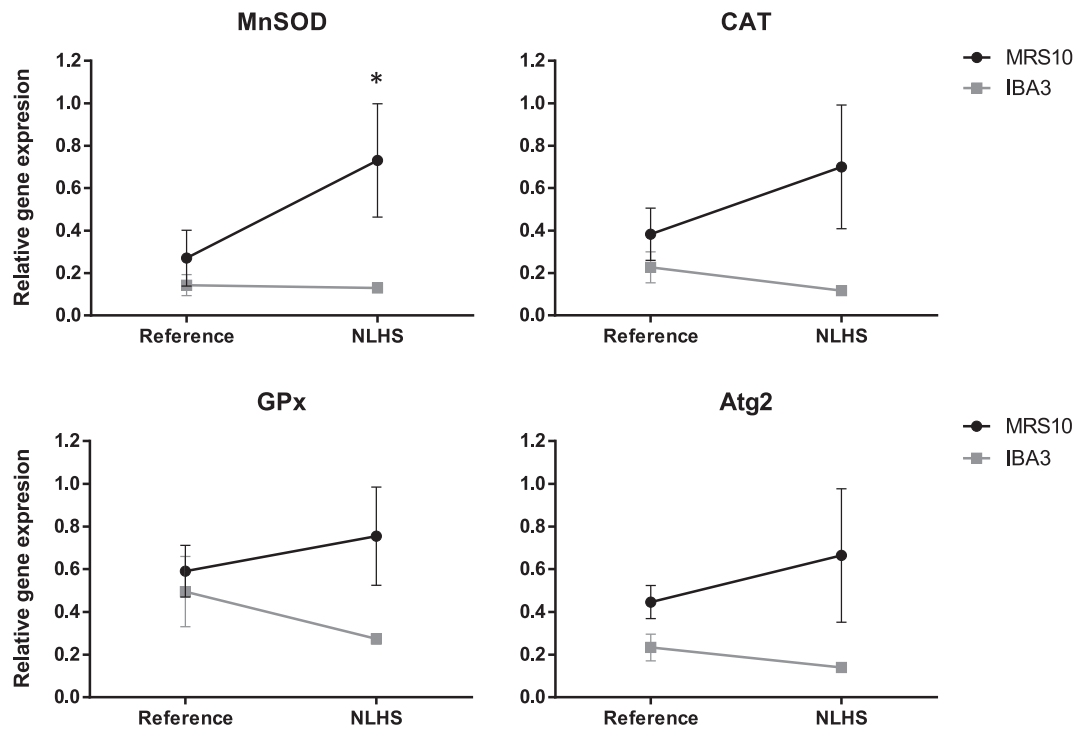 MnSOD
CAT
MRS10
IBA3
Relative gene expresion
1.2
1.0
0.8
0.6
0.4
0.2
0.0
*
Reference
NLHS
1.2
1.0
0.8
0.6
0.4
0.2
0.0
Reference
NLHS
GPx
Atg2
MRS10
IBA3
Relative gene expresion
1.2
1.0
0.8
0.6
0.4
0.2
0.0
Reference
NLHS
1.2
1.0
0.8
0.6
0.4
0.2
0.0
Reference
NLHS